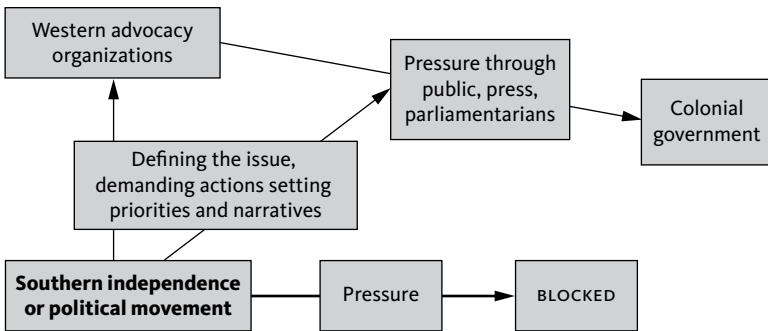 Western advocacy
organizations
Pressure through
public, press,
parliamentarians
Colonial
government
Defining the issue,
demanding actions setting
priorities and narratives
Southern independence
or political movement
Pressure
BLOCKED